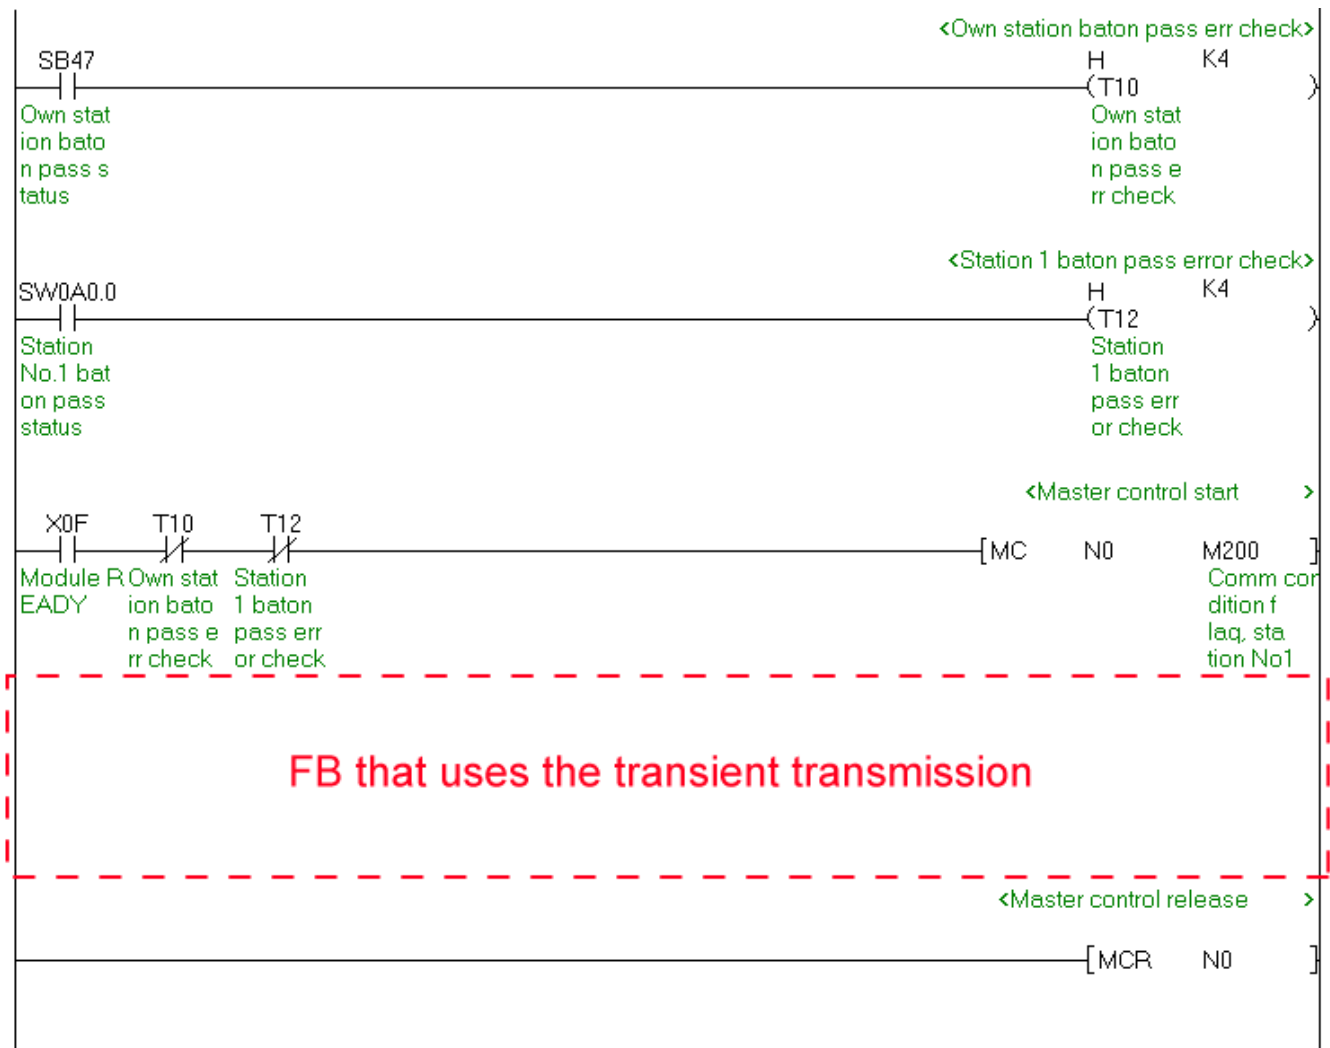 <Own station baton pass err check>
SB47
H K4
(T10 )
Own stat
ion bato
n pass s
tatus
Own stat
ion bato
n pass e
rr check
<Station 1 baton pass error check>
SW0A0.0
H K4
(T12 )
Station
No.1 bat
on pass
status
Station
1 baton
pass err
or check
<Master control start >
X0F T10 T12
[MC N0 M200 ]
Module R
EADY
Own stat
ion bato
n pass e
rr check
Station
1 baton
pass err
or check
Comm con
dition f
lag, sta
tion No1
FB that uses the transient transmission
<Master control release >
[MCR N0 ]